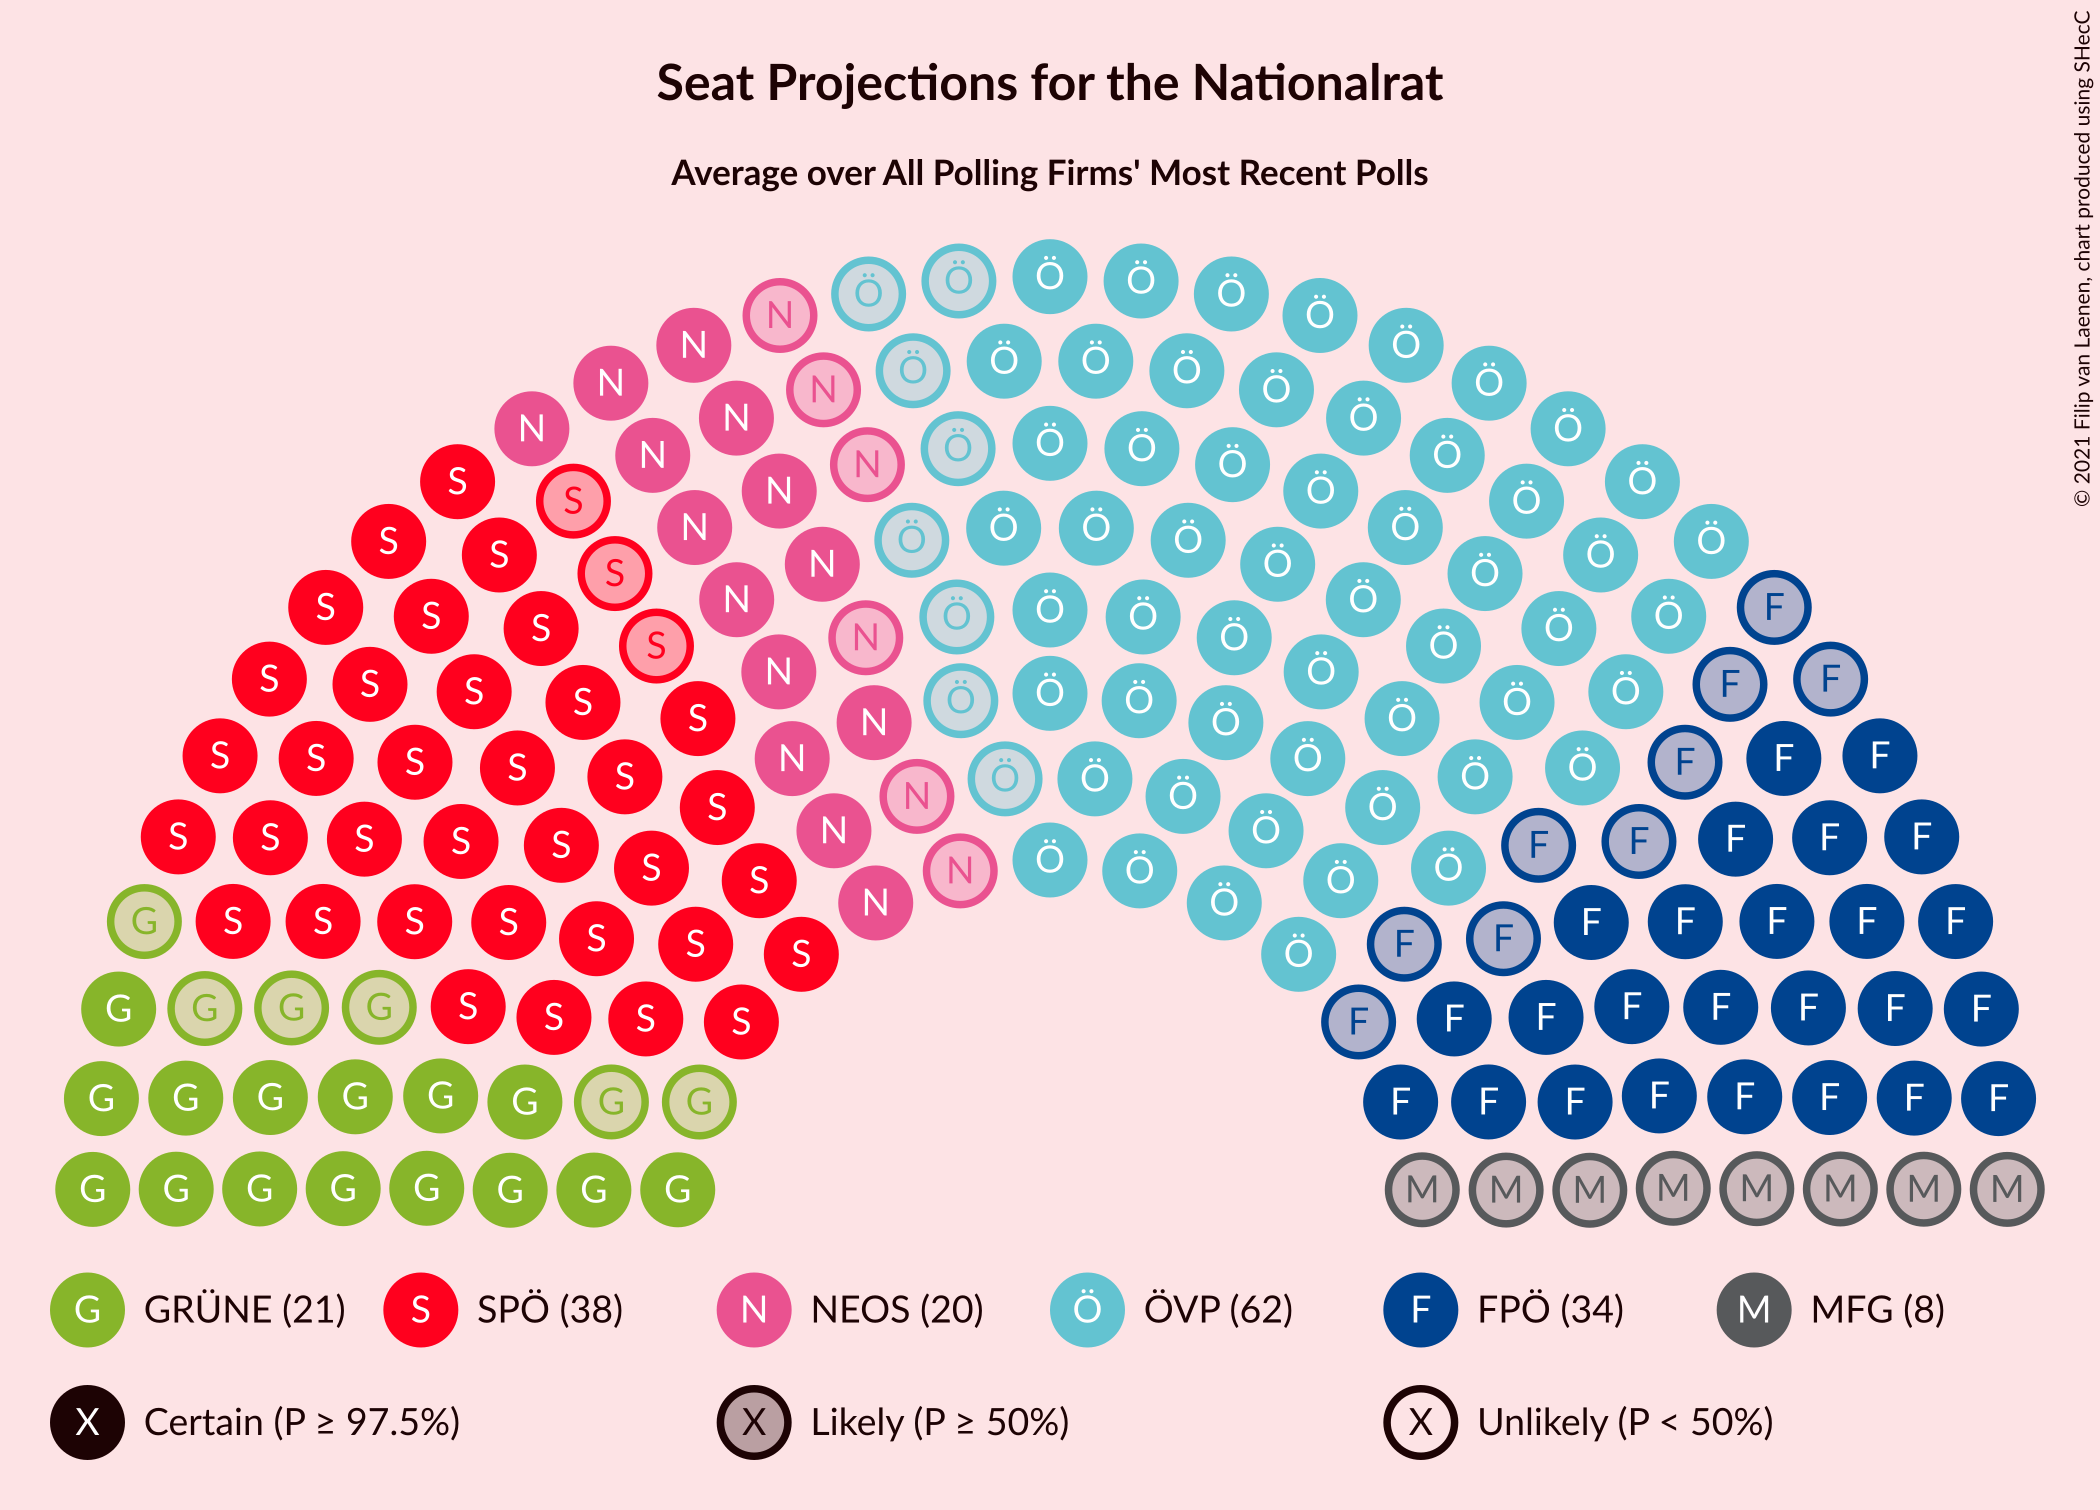 Seat Projections for the Nationalrat
Average over All Polling Firms' Most Recent Polls
© 2021 Filip van Laenen, chart produced using SHecC
Ö Ö Ö Ö Ö
N Ö Ö Ö
N N Ö Ö Ö Ö Ö Ö
N N N Ö Ö Ö Ö
S N N N Ö Ö Ö Ö Ö Ö Ö
S S S N N Ö Ö Ö Ö Ö Ö Ö Ö
S S S S N N Ö Ö Ö Ö Ö Ö Ö Ö F
S S S S S N N Ö Ö Ö Ö Ö Ö Ö F F
S S S S S S N N Ö Ö Ö Ö Ö Ö Ö F F F
S S S S S S N N Ö Ö Ö Ö Ö F F F F F
G S S S S S S S N N Ö Ö Ö Ö Ö Ö F F F F F F F
G G G G S S S S F F F F F F F F
G G G G G G G G F F F F F F F F
G G G G G G G G M M M M M M M M
G GRÜNE (21) S SPÖ (38) N NEOS (20) Ö ÖVP (62) F FPÖ (34) M MFG (8)
X Certain (P ≥ 97.5%) X Likely (P ≥ 50%) X Unlikely (P < 50%)